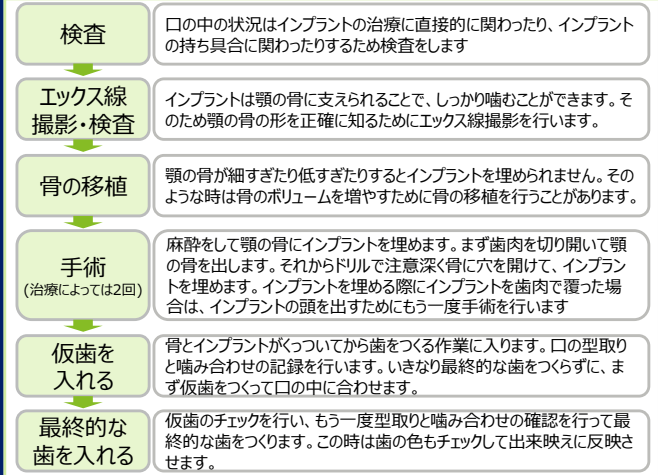 検査
口の中の状況はインプラントの治療に直接的に関わったり、インプラント
の持ち具合に関わったりするため検査をします
エックス線
撮影・検査
インプラントは顎の骨に支えられることで、しっかり噛むことができます。そ
のため顎の骨の形を正確に知るためにエックス線撮影を行います。
骨の移植
顎の骨が細すぎたり低すぎたりするとインプラントを埋められません。その
ような時は骨のボリュームを増やすために骨の移植を行うことがあります。
手術
(治療によっては2回)
麻酔をして顎の骨にインプラントを埋めます。まず歯肉を切り開いて顎
の骨を出します。それからドリルで注意深く骨に穴を開けて、インプラン
トを埋めます。インプラントを埋める際にインプラントを歯肉で覆った場
合は、インプラントの頭を出すためにもう一度手術を行います
仮歯を
入れる
骨とインプラントがくっついてから歯をつくる作業に入ります。口の型取り
と噛み合わせの記録を行います。いきなり最終的な歯をつくらずに、ま
ず仮歯をつくって口の中に合わせます。
最終的な
歯を入れる
仮歯のチェックを行い、もう一度型取りと噛み合わせの確認を行って最
終的な歯をつくります。この時は歯の色もチェックして出来映えに反映さ
せます。